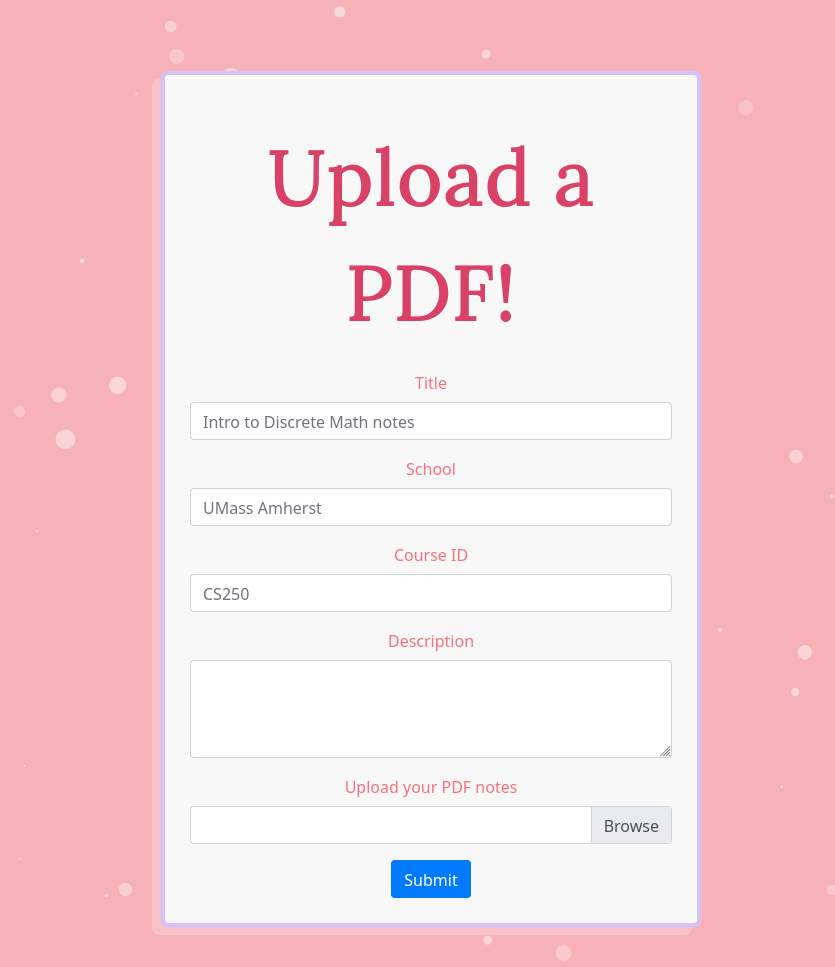 Upload a
PDF!
Title
Intro to Discrete Math notes
School
UMass Amherst
Course ID
CS250
Description
Upload your PDF notes
Browse
Submit